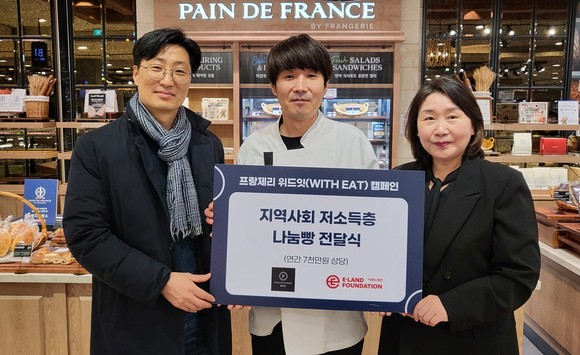 PAIN DE FRANCE
BY FRANGERIE
SALADS
SANDWICHES
프랑제리 위드잇(WITH EAT) 캠페인
지역사회 저소득층
나눔빵 전달식
(연간 7천만원 상당)
E·LAND
FOUNDATION